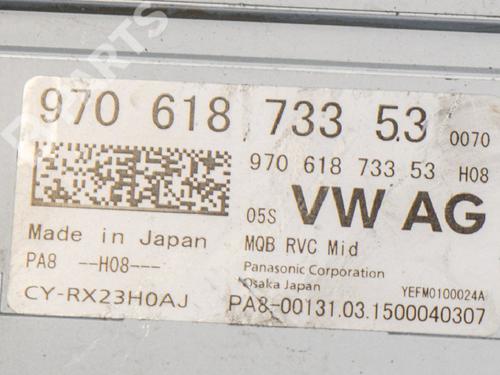 970 618 733 53 0070
970 618 733 53 H08
05S VW AG
Made in Japan
MQB RVC Mid
PA8 --H08---
Panasonic Corporation
Osaka Japan
YEFM0100024A
CY-RX23H0AJ
PA8-00131.03.1500040307